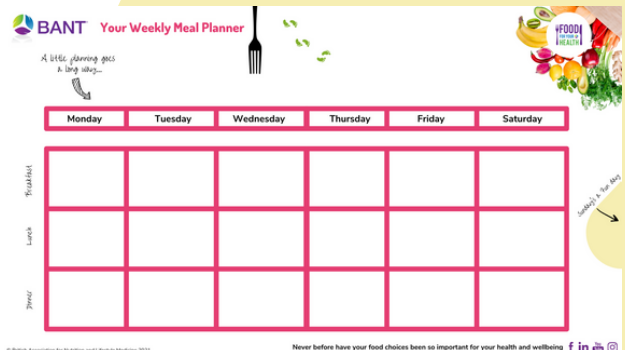 BANT
Your Weekly Meal Planner
FOOD
FOR YOUR
HEALTH
A little planning goes
a long way...
Monday Tuesday Wednesday Thursday Friday Saturday
Breakfast
Lunch
Dinner
Sunday's a fun day
Never before have your food choices been so important for your health and wellbeing